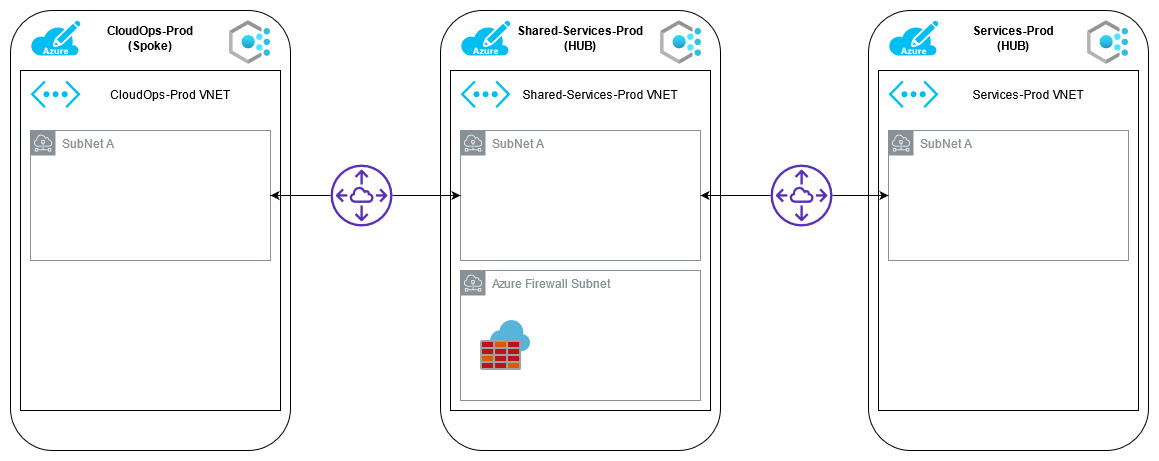 Azure
CloudOps-Prod
(Spoke)
CloudOps-Prod VNET
SubNet A
Azure
Shared-Services-Prod
(HUB)
Shared-Services-Prod VNET
SubNet A
Azure Firewall Subnet
Azure
Services-Prod
(HUB)
Services-Prod VNET
SubNet A